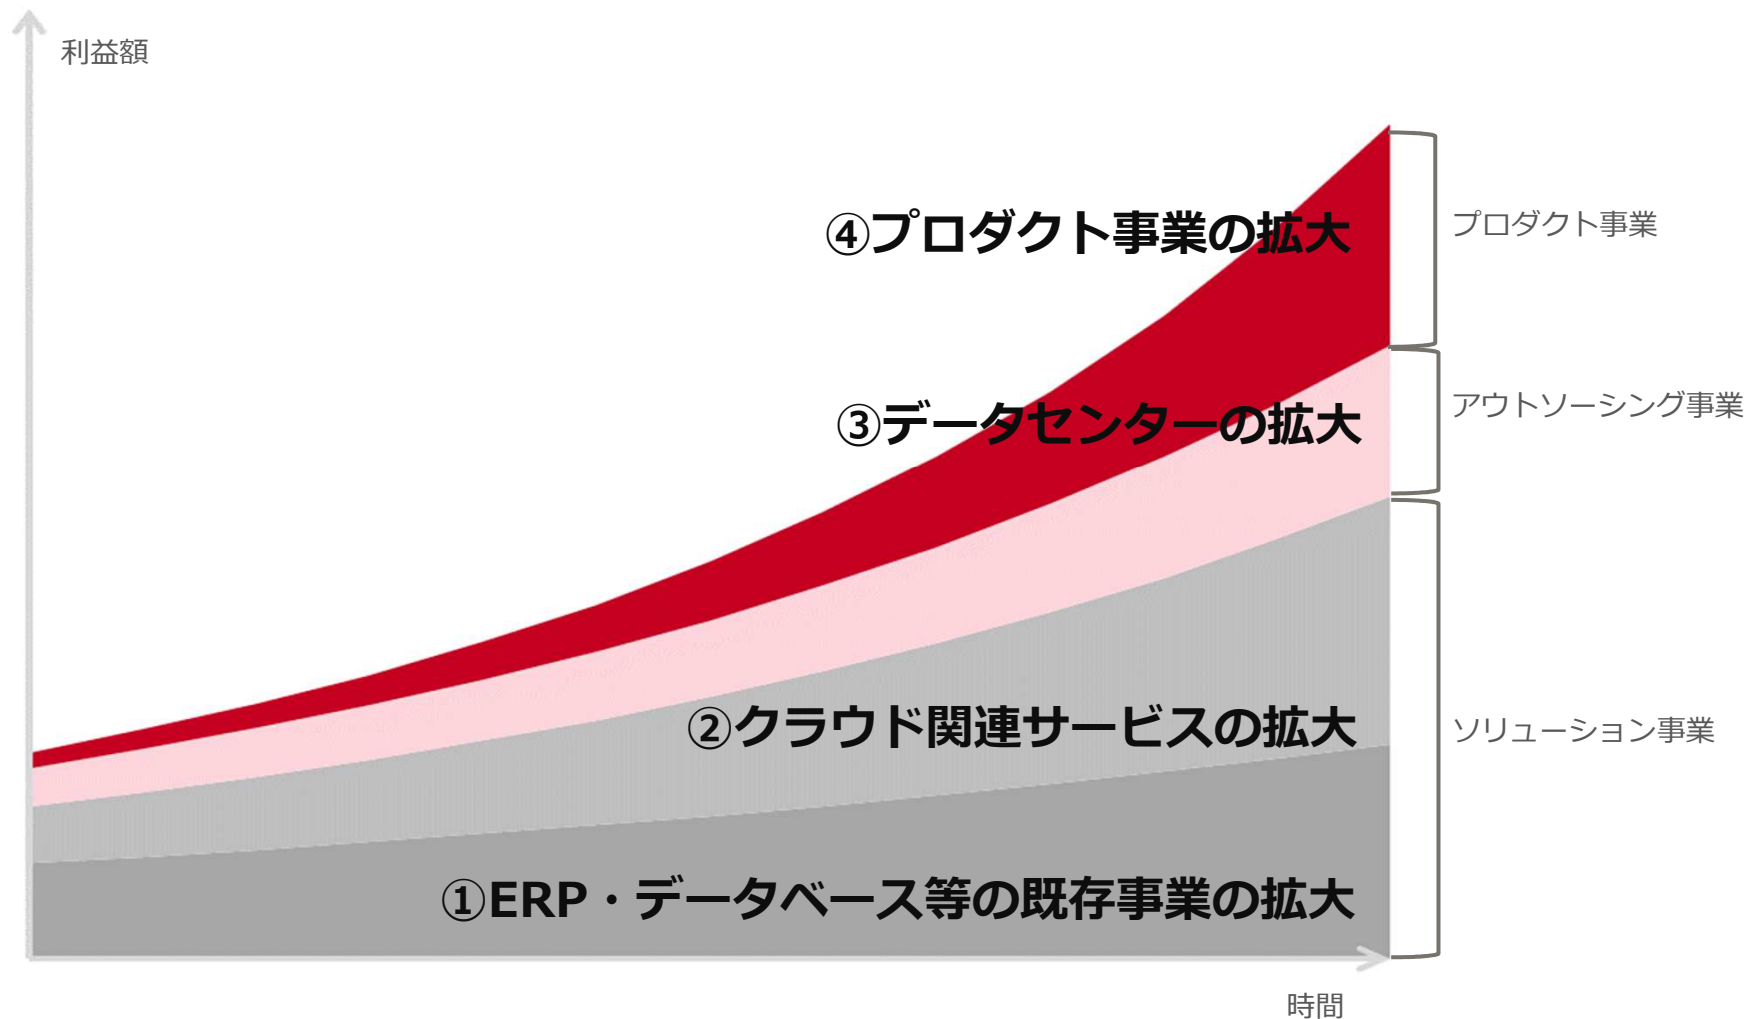 利益額
④プロダクト事業の拡大
プロダクト事業
③データセンターの拡大
アウトソーシング事業
②クラウド関連サービスの拡大
ソリューション事業
①ERP・データベース等の既存事業の拡大
時間